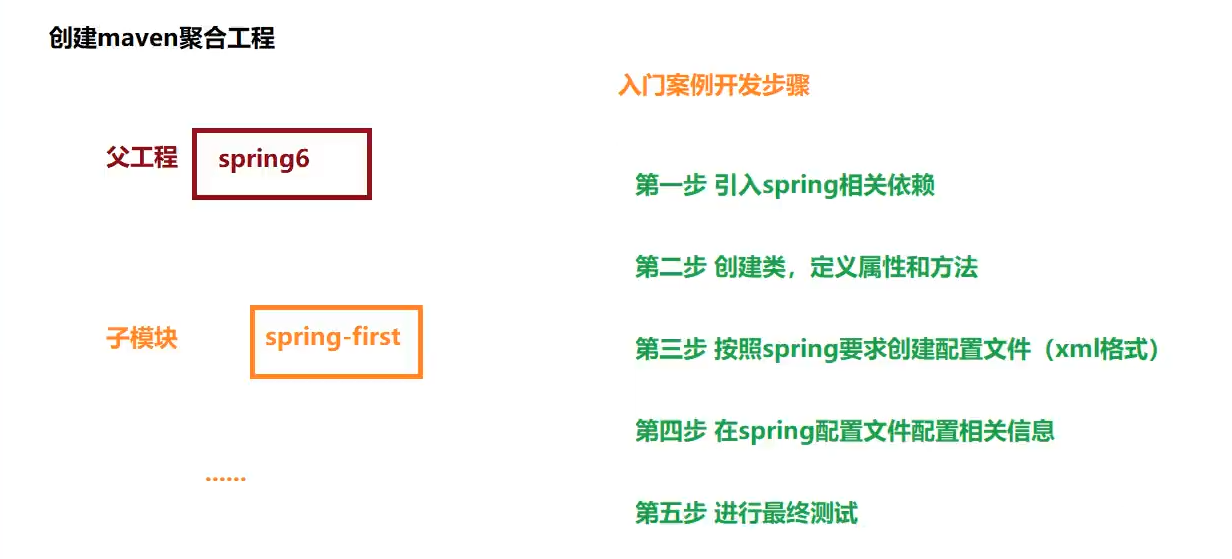 创建maven聚合工程
父工程
spring6
子模块
spring-first
......
入门案例开发步骤
第一步 引入spring相关依赖
第二步 创建类，定义属性和方法
第三步 按照spring要求创建配置文件（xml格式）
第四步 在spring配置文件配置相关信息
第五步 进行最终测试